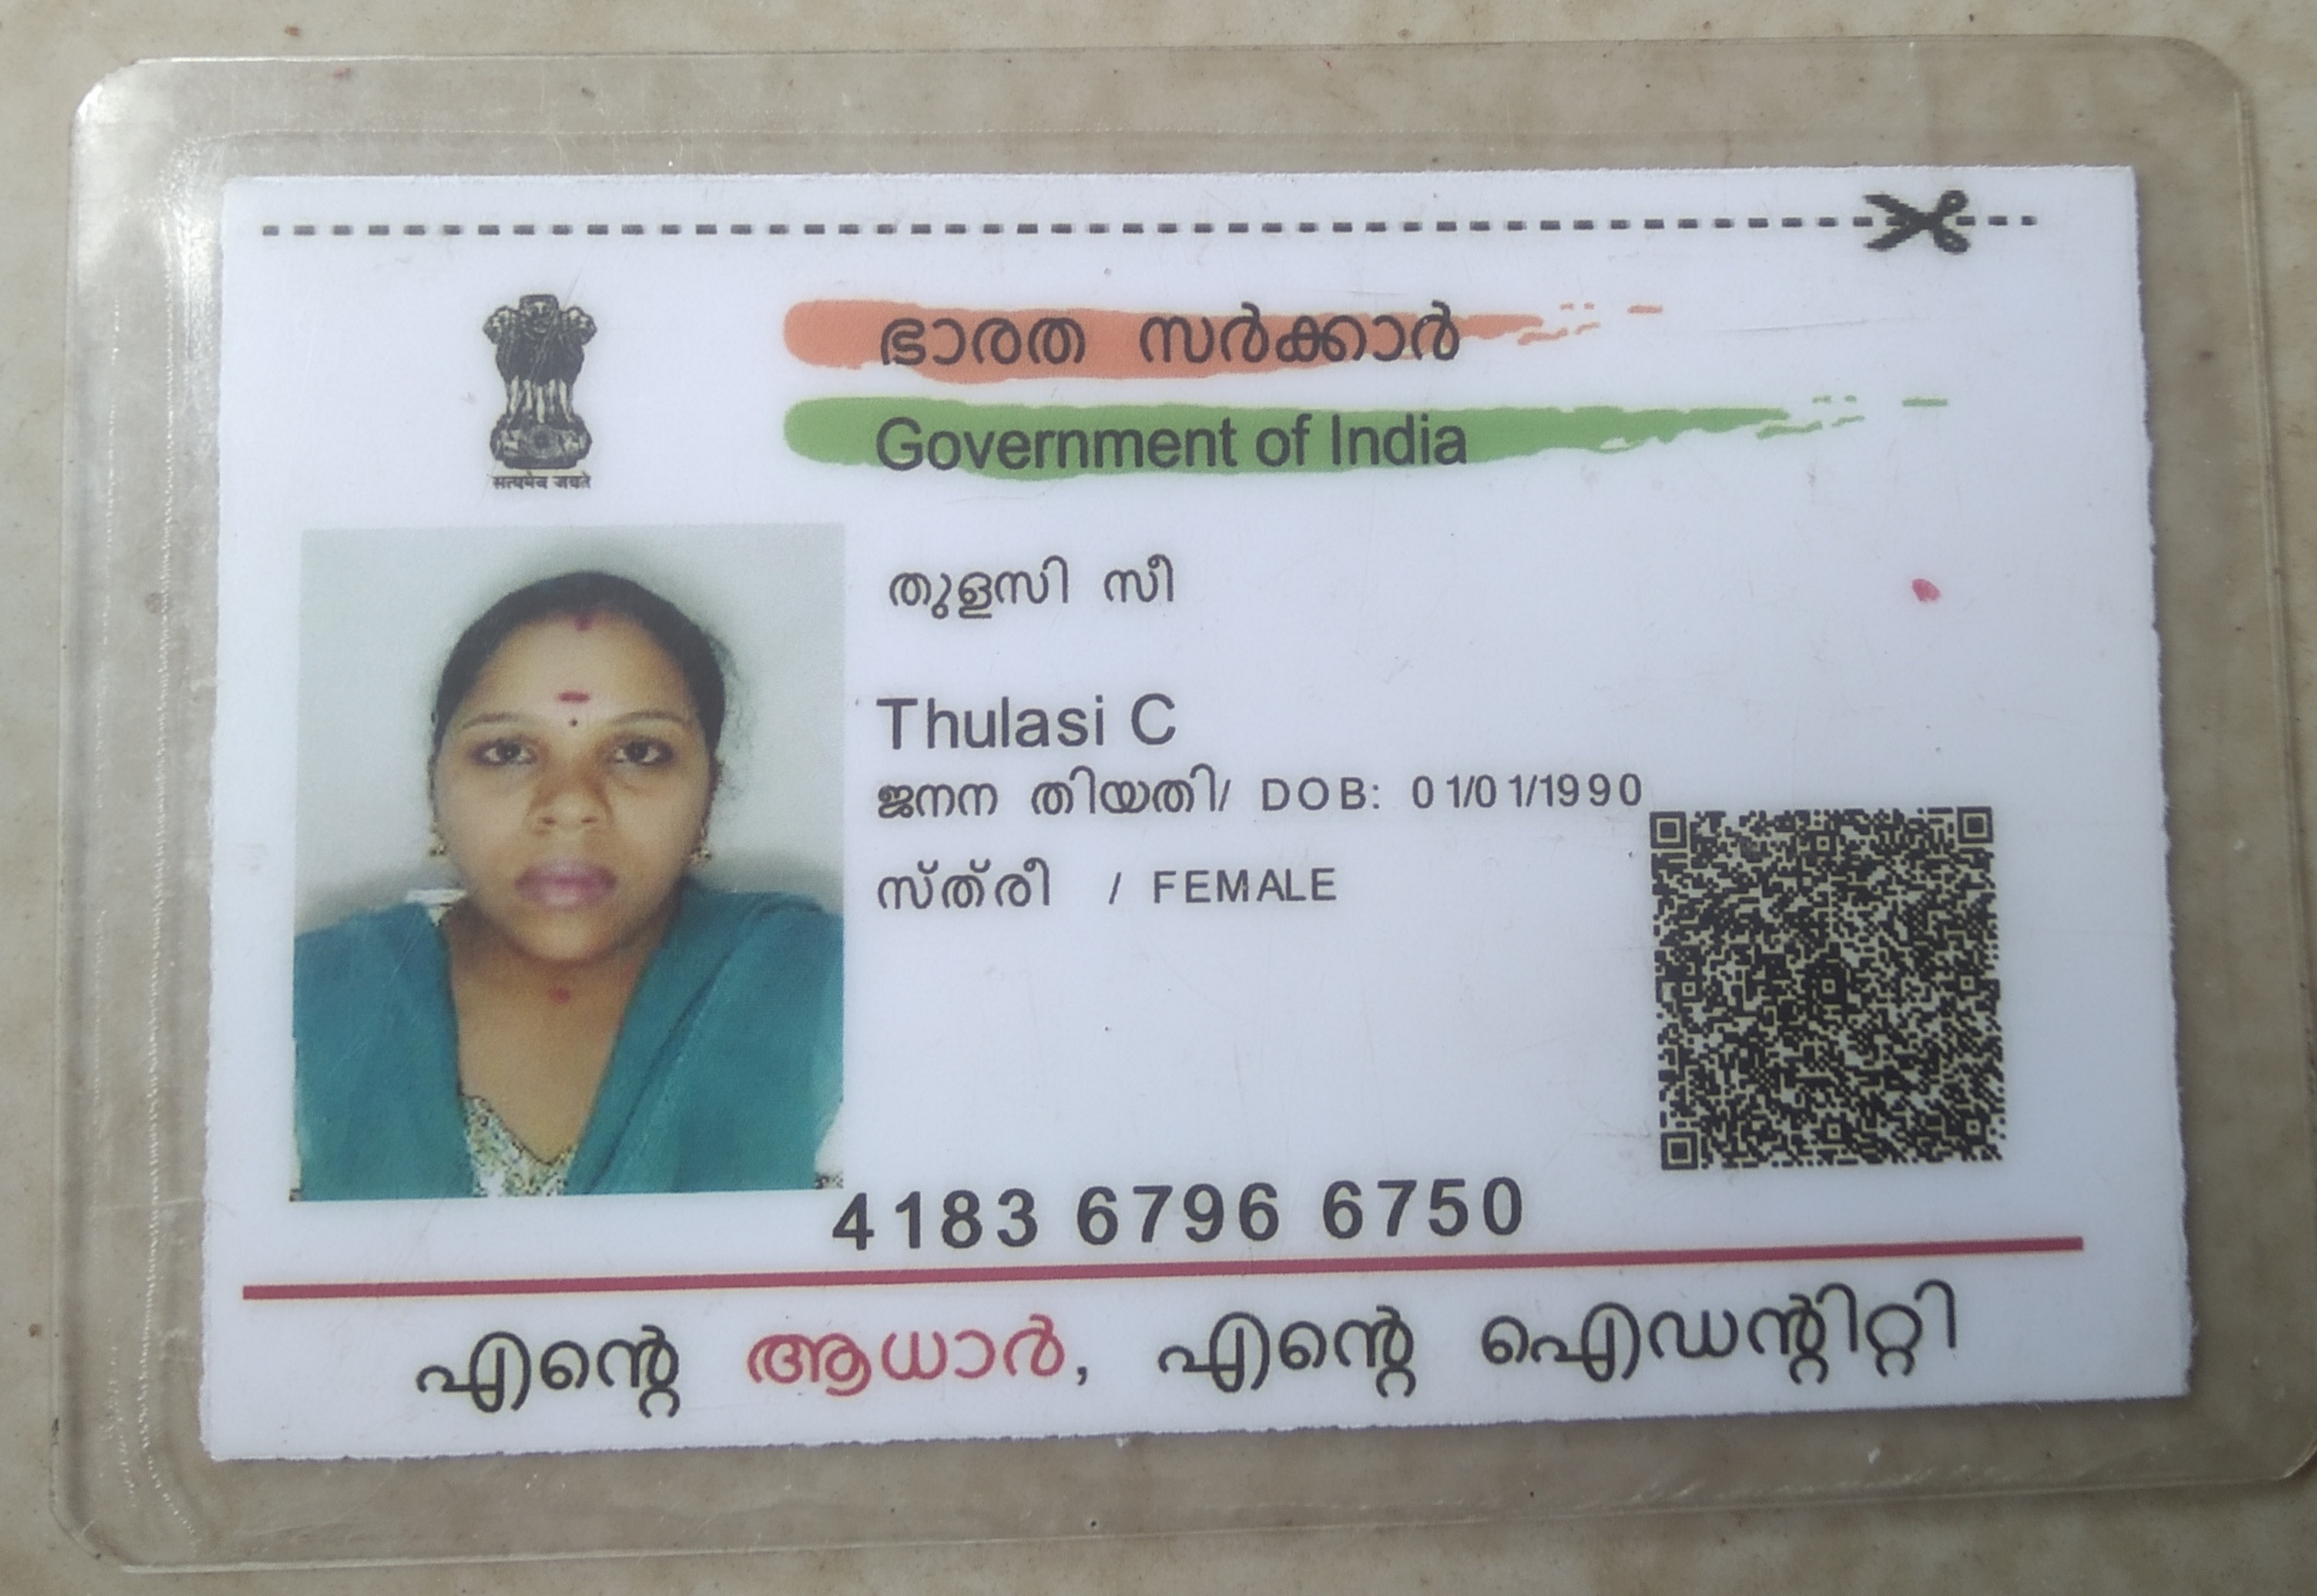 ഭാരത സർക്കാർ
Government of India
सत्यमेव जयते
തുളസി സീ
Thulasi C
ജനന തിയതി/ DOB: 01/01/1990
സ്ത്രീ / FEMALE
4183 6796 6750
എന്റെ ആധാർ, എന്റെ ഐഡന്റിറ്റി